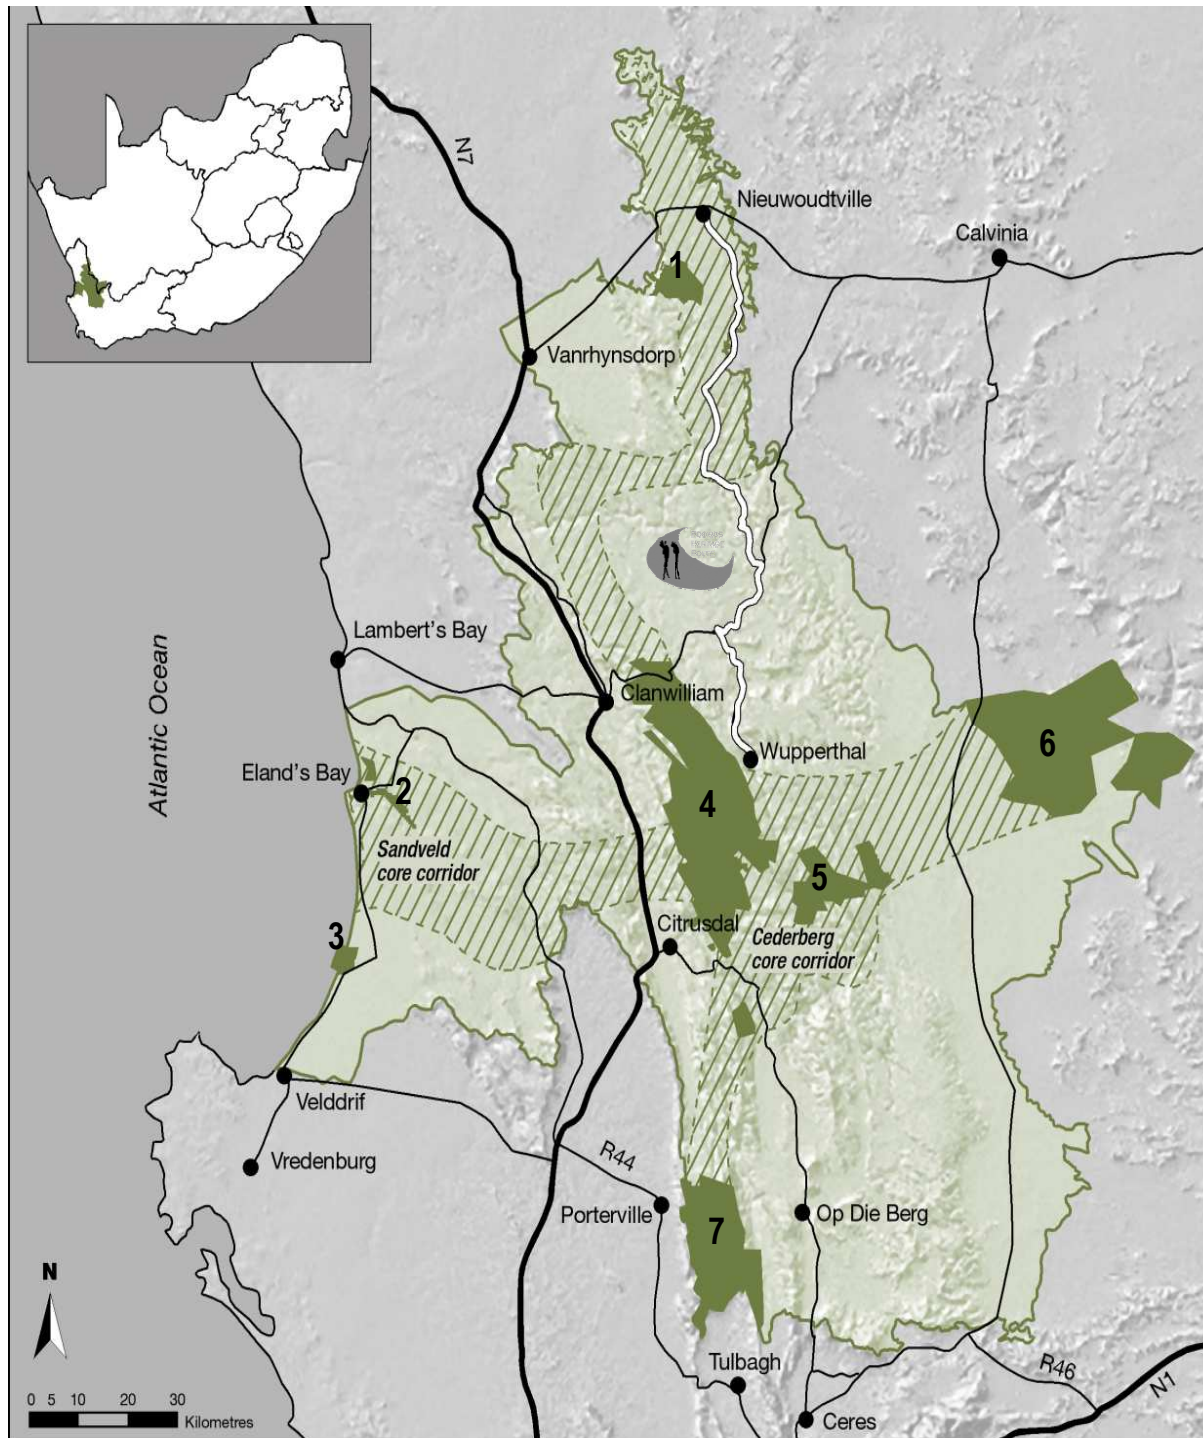 N7
Nieuwoudtville
Calvinia
1
Vanrhynsdorp
Lambert's Bay
Clanwilliam
Atlantic Ocean
Wupperthal
6
Eland's Bay
2
4
Sandveld
core corridor
5
3
Citrusdal
Cederberg
core corridor
Velddrif
Vredenburg
R44
Porterville
Op Die Berg
7
N
Tulbagh
R46
N1
0 5 10 20 30
Kilometres
Ceres